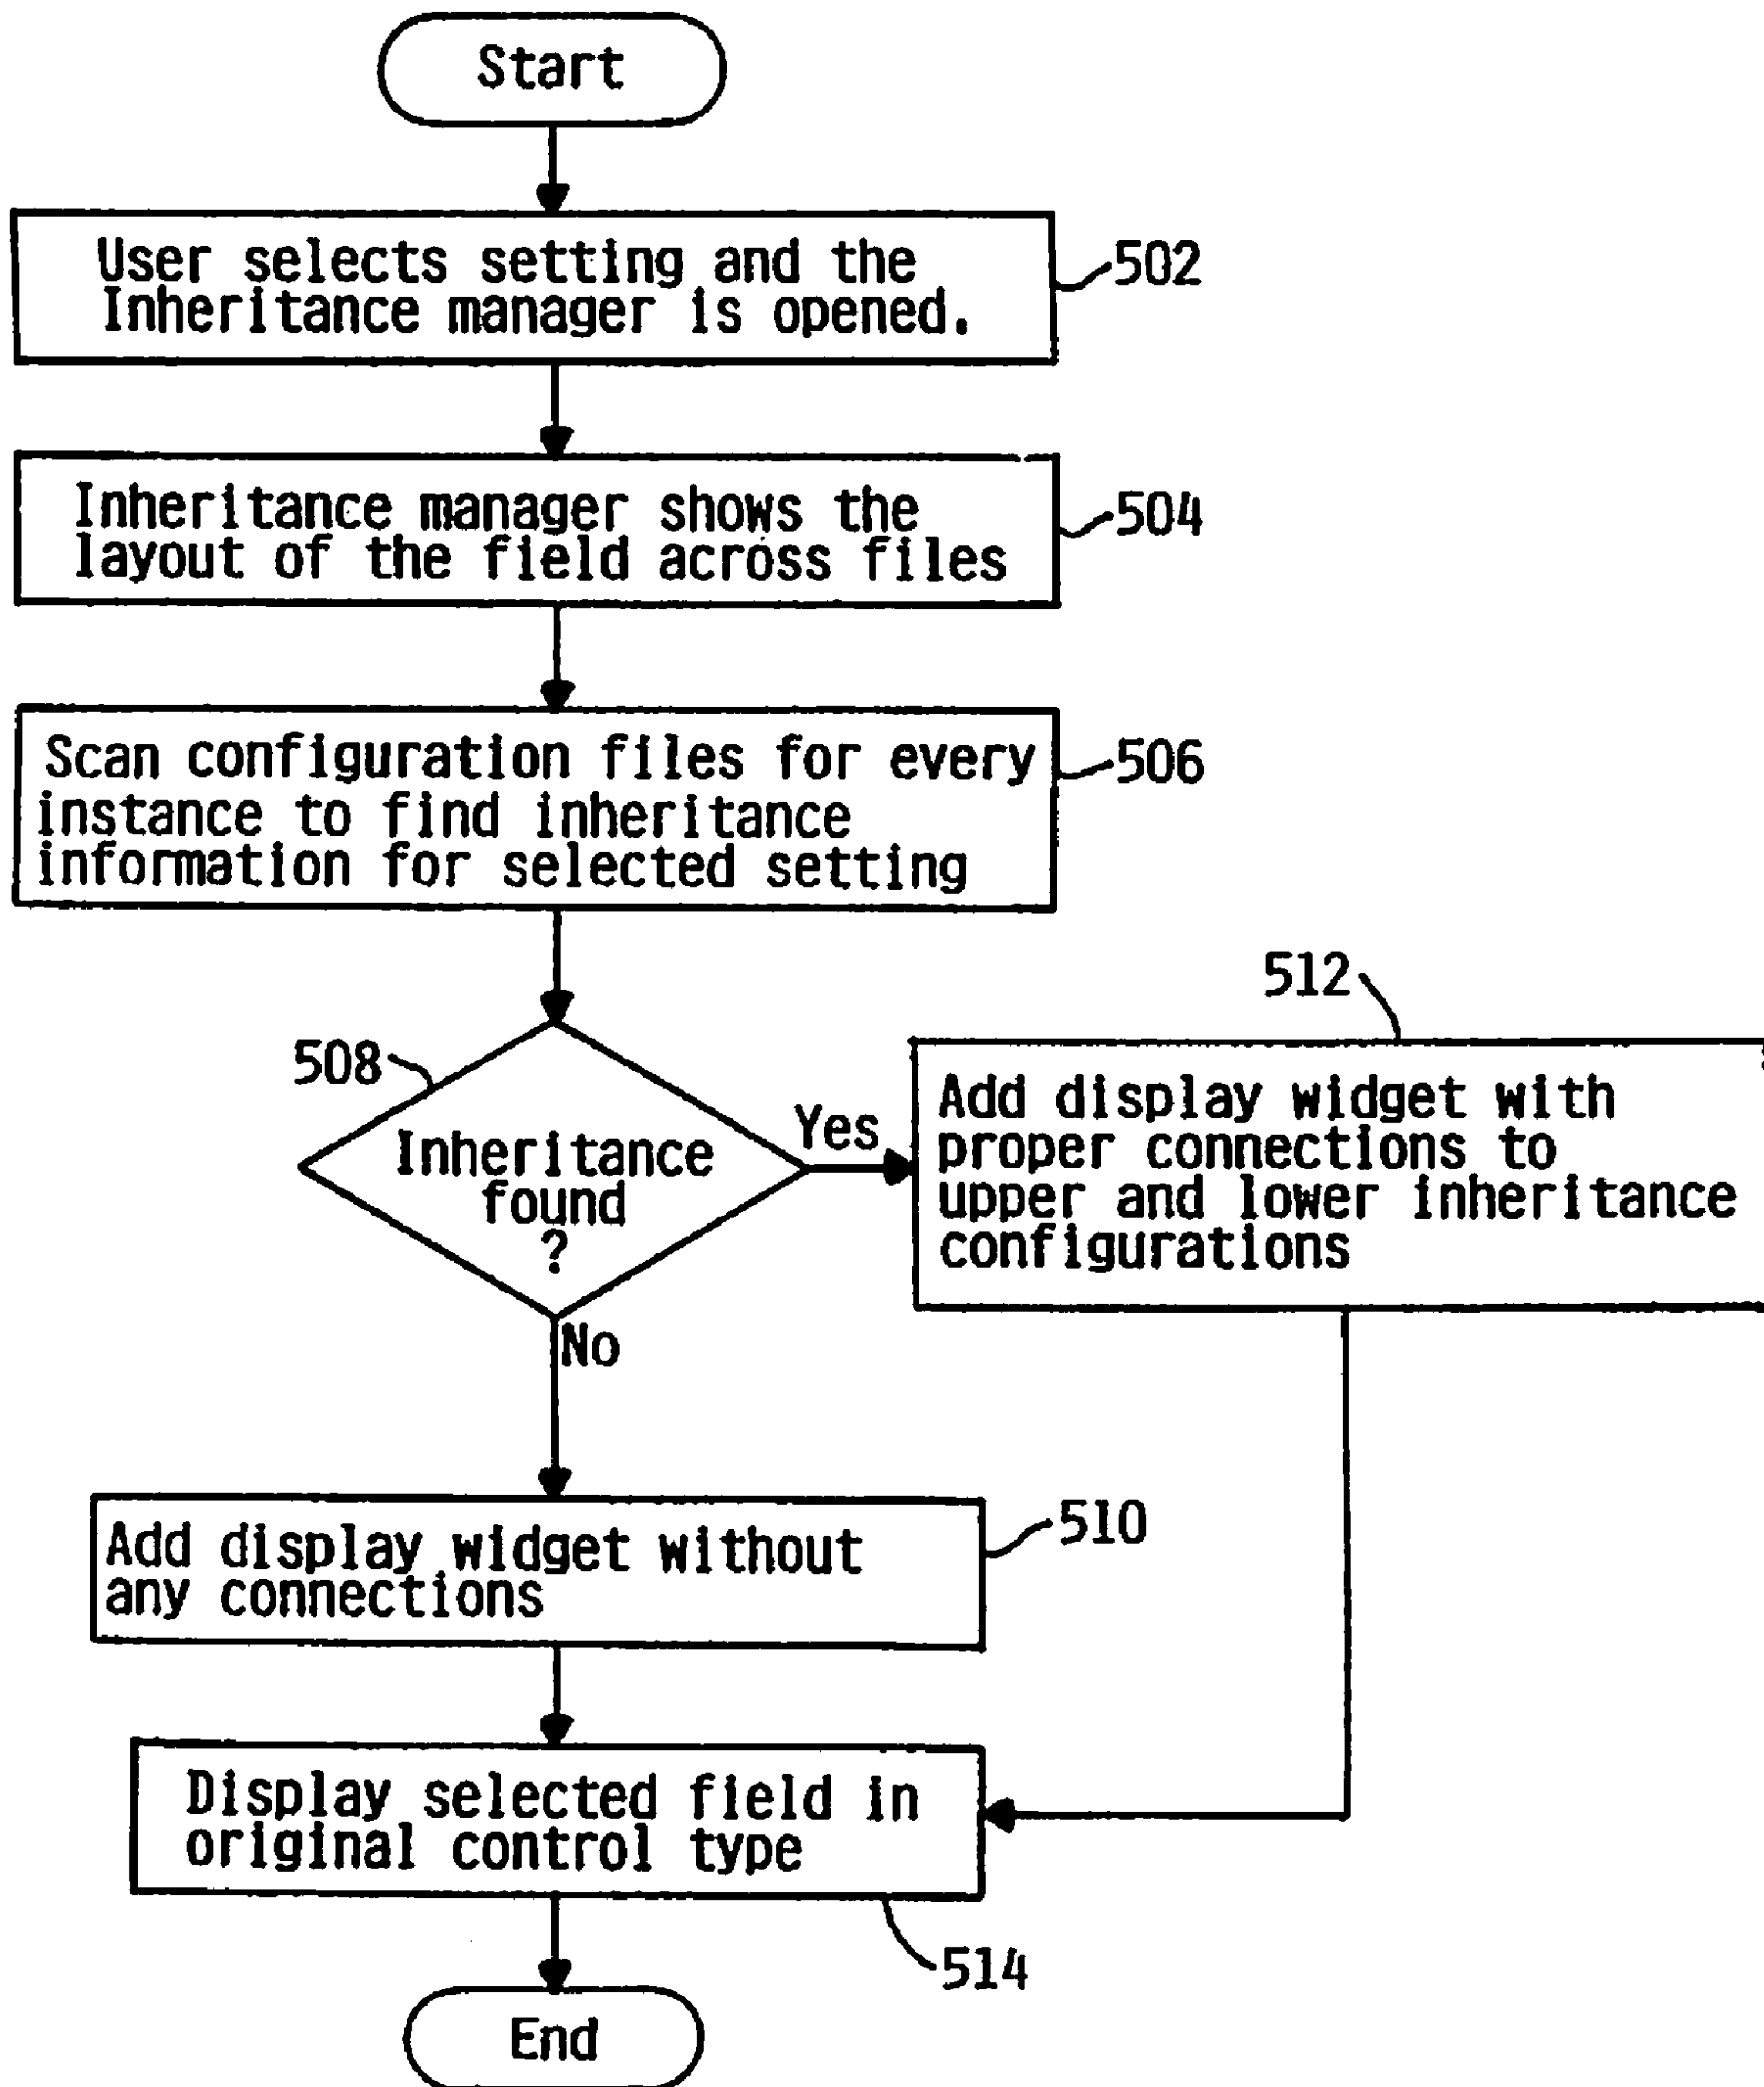 Start
User selects setting and the
Inheritance manager is opened.
502
Inheritance manager shows the
layout of the field across files
504
Scan configuration files for every
instance to find inheritance
information for selected setting
506
508
Inheritance
found
?
Yes
512
Add display widget with
proper connections to
upper and lower inheritance
configurations
No
Add display widget without
any connections
510
Display selected field in
original control type
514
End